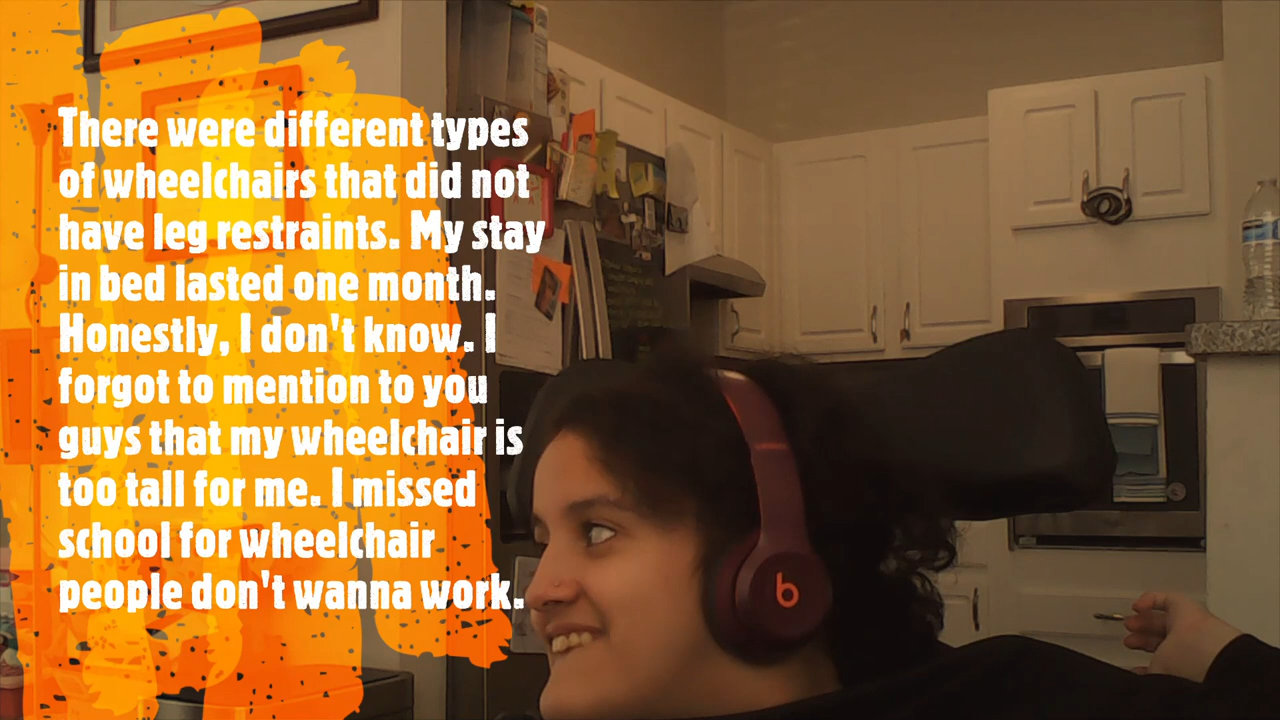 There were different types
of wheelchairs that did not
have leg restraints. My stay
in bed lasted one month.
Honestly, I don't know. I
forgot to mention to you
guys that my wheelchair is
too tall for me. I missed
school for wheelchair
people don't wanna work.
b